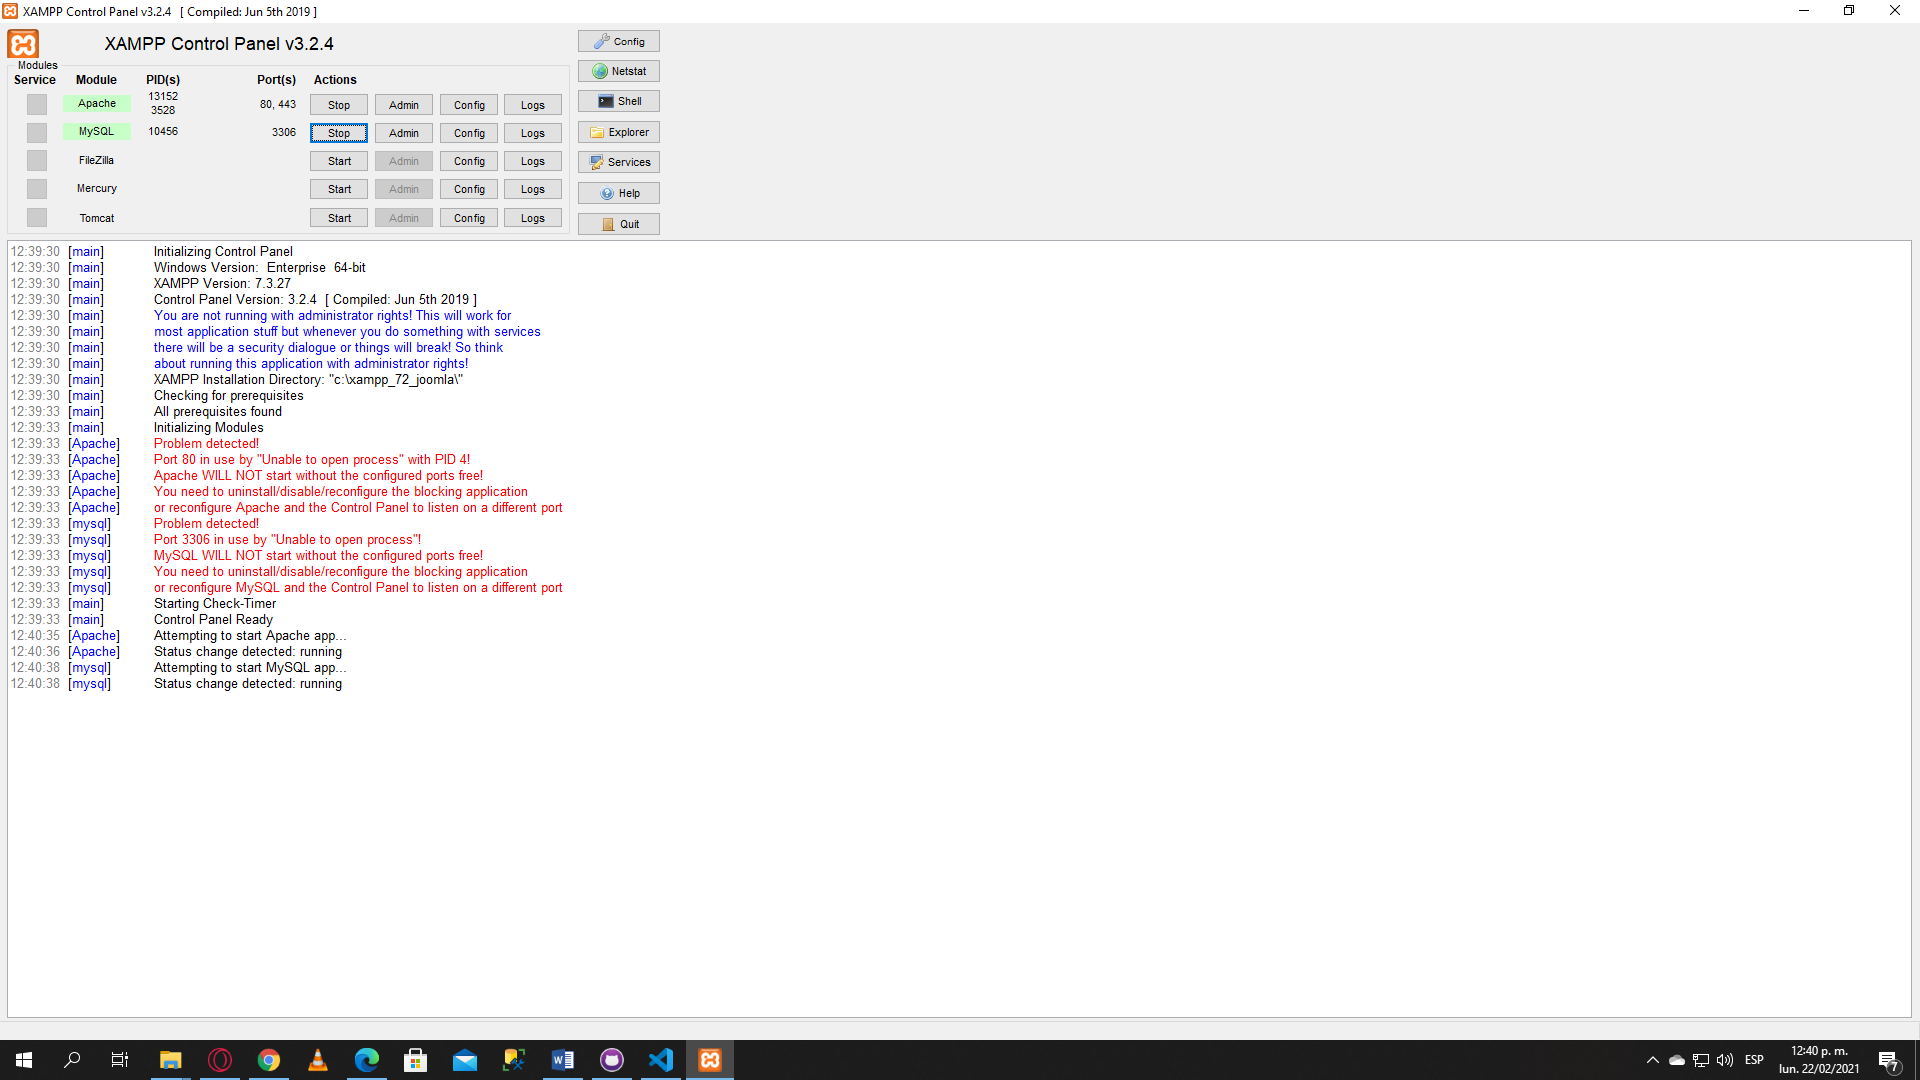 XAMPP Control Panel v3.2.4 [ Compiled: Jun 5th 2019 ]
XAMPP Control Panel v3.2.4
Config
Modules
Service Module PID(s) Port(s) Actions
Netstat
Apache 13152 3528 80, 443 Stop Admin Config Logs
Shell
MySQL 10456 3306 Stop Admin Config Logs
Explorer
FileZilla Start Admin Config Logs
Services
Mercury Start Admin Config Logs
Help
Tomcat Start Admin Config Logs
Quit
12:39:30 [main] Initializing Control Panel
12:39:30 [main] Windows Version: Enterprise 64-bit
12:39:30 [main] XAMPP Version: 7.3.27
12:39:30 [main] Control Panel Version: 3.2.4 [ Compiled: Jun 5th 2019 ]
12:39:30 [main] You are not running with administrator rights! This will work for
12:39:30 [main] most application stuff but whenever you do something with services
12:39:30 [main] there will be a security dialogue or things will break! So think
12:39:30 [main] about running this application with administrator rights!
12:39:30 [main] XAMPP Installation Directory: "c:\xampp_72_joomla\"
12:39:30 [main] Checking for prerequisites
12:39:33 [main] All prerequisites found
12:39:33 [main] Initializing Modules
12:39:33 [Apache] Problem detected!
12:39:33 [Apache] Port 80 in use by "Unable to open process" with PID 4!
12:39:33 [Apache] Apache WILL NOT start without the configured ports free!
12:39:33 [Apache] You need to uninstall/disable/reconfigure the blocking application
12:39:33 [Apache] or reconfigure Apache and the Control Panel to listen on a different port
12:39:33 [mysql] Problem detected!
12:39:33 [mysql] Port 3306 in use by "Unable to open process"!
12:39:33 [mysql] MySQL WILL NOT start without the configured ports free!
12:39:33 [mysql] You need to uninstall/disable/reconfigure the blocking application
12:39:33 [mysql] or reconfigure MySQL and the Control Panel to listen on a different port
12:39:33 [main] Starting Check-Timer
12:39:33 [main] Control Panel Ready
12:40:35 [Apache] Attempting to start Apache app...
12:40:36 [Apache] Status change detected: running
12:40:38 [mysql] Attempting to start MySQL app...
12:40:38 [mysql] Status change detected: running
ESP
12:40 p. m.
lun. 22/02/2021
7